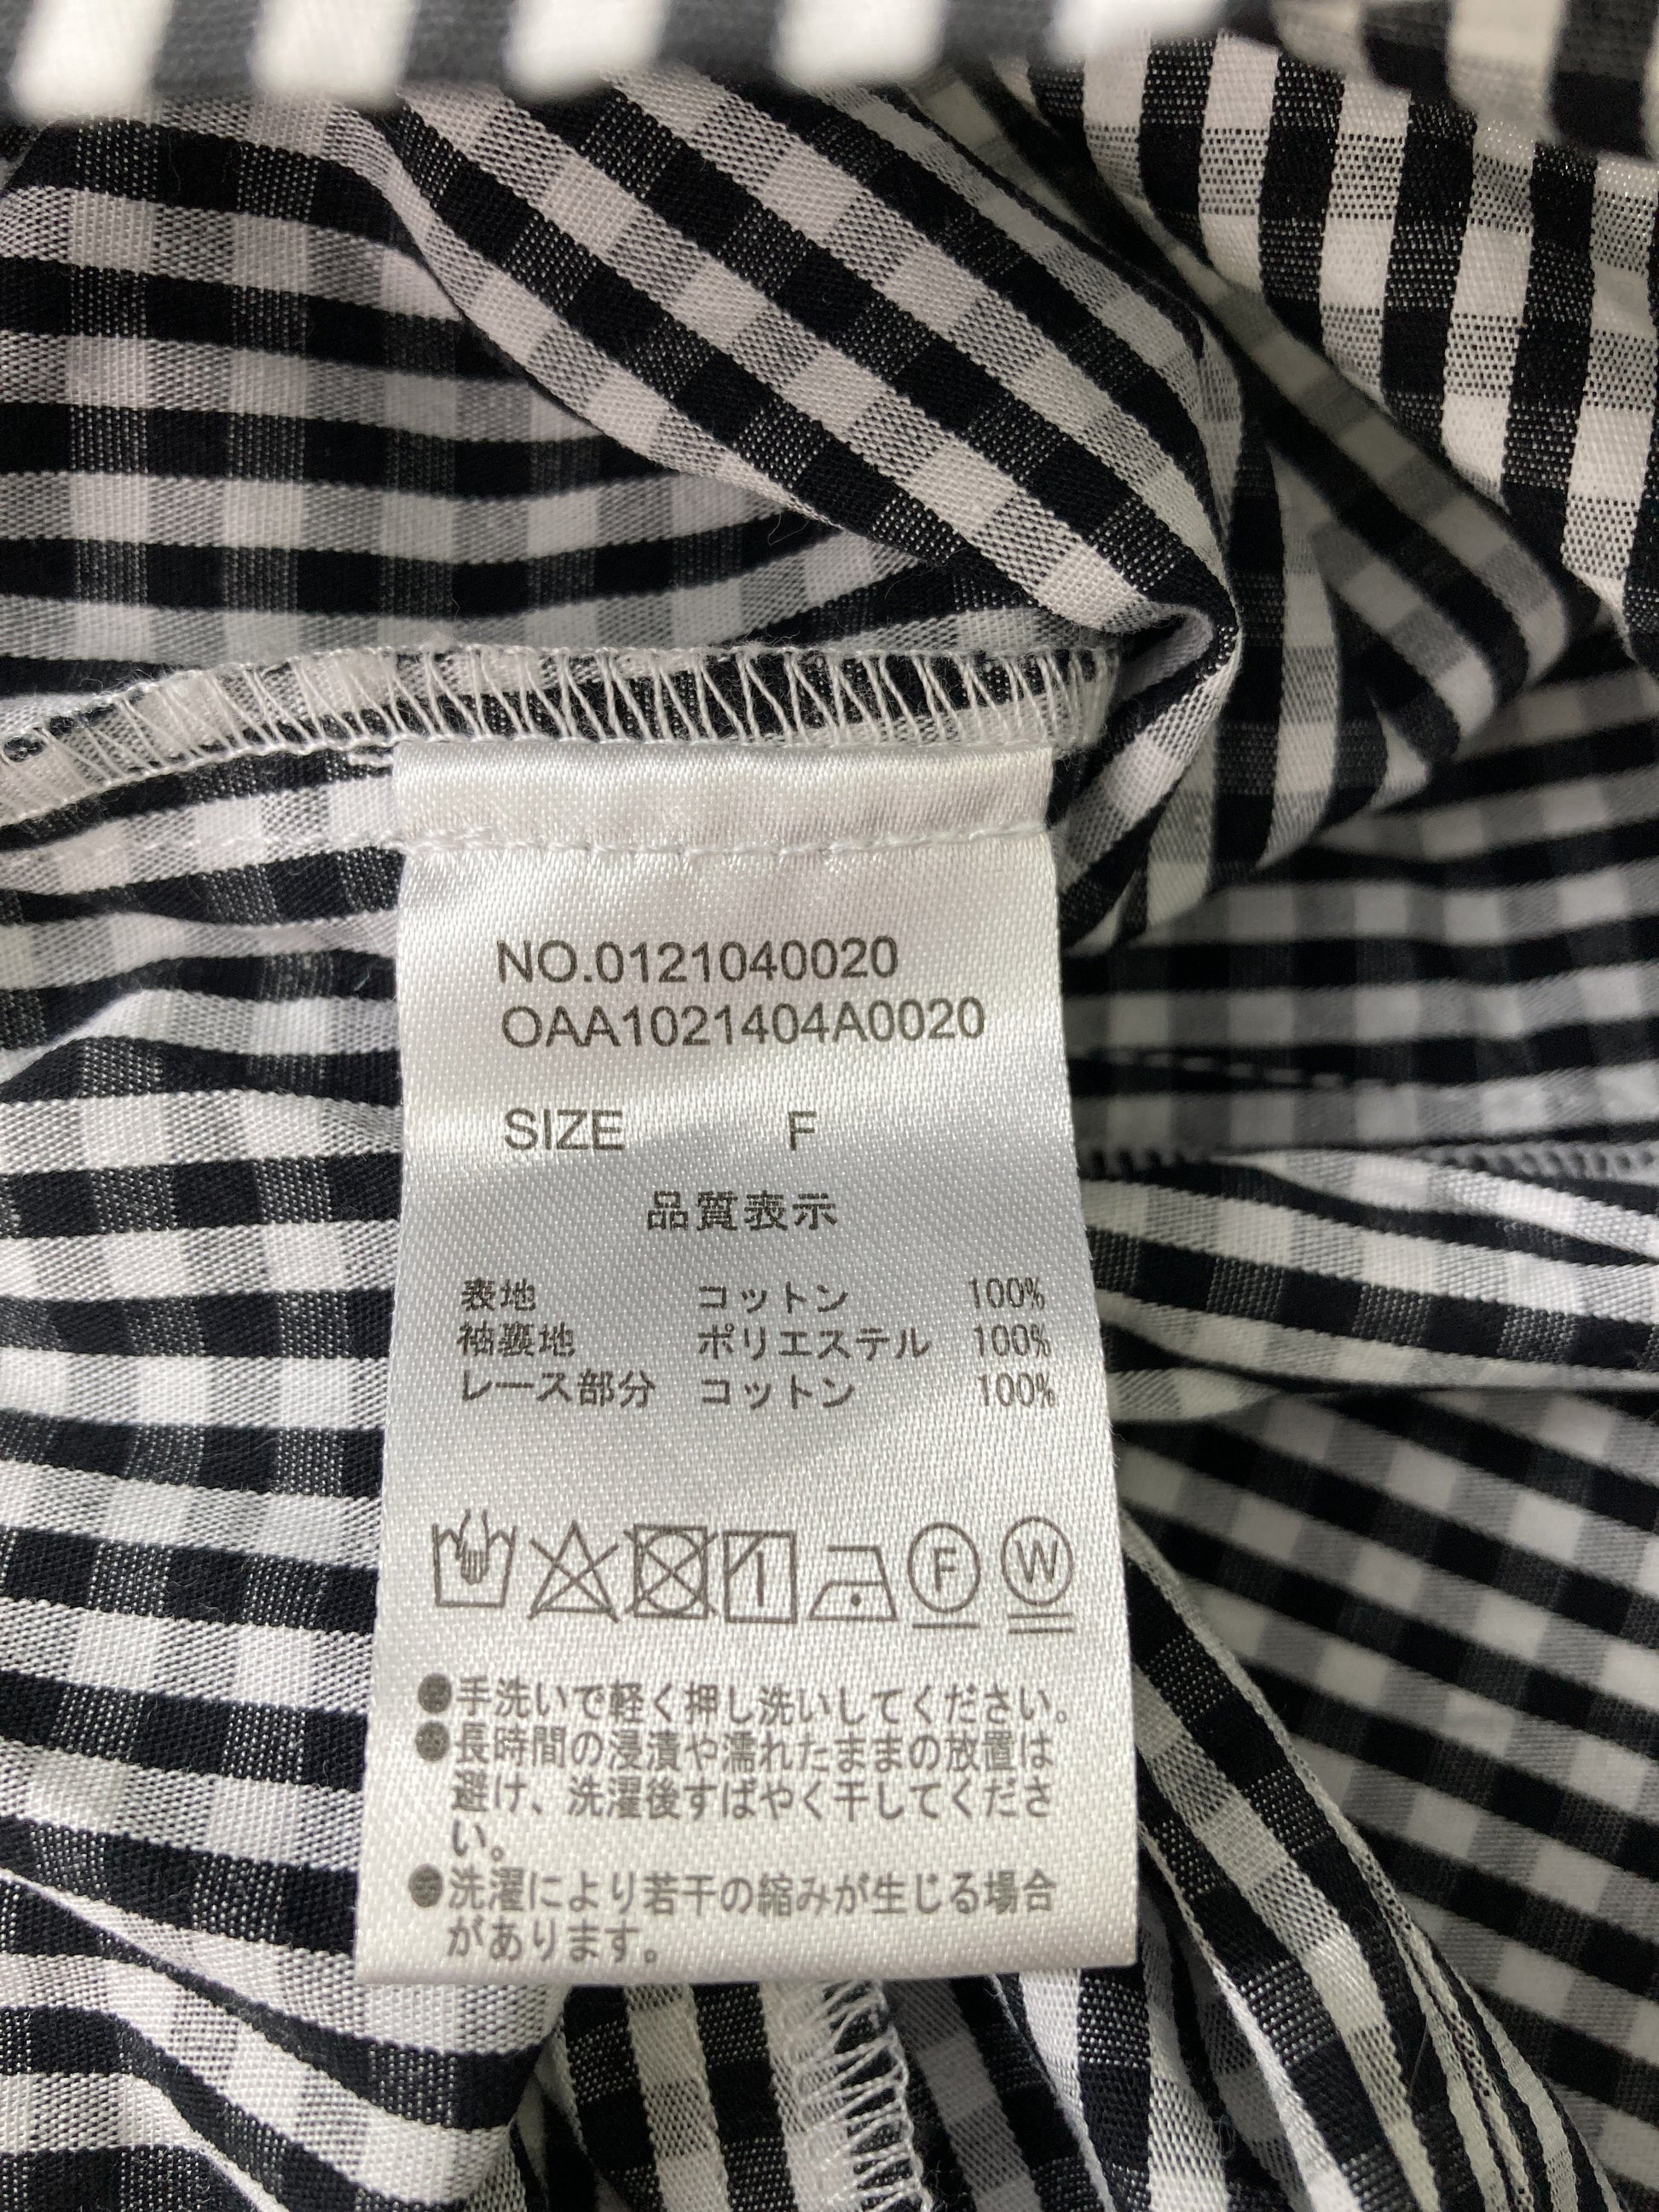 NO.0121040020
OAA1021404A0020
SIZE F
品質表示
表地 コットン 100%
袖裏地 ポリエステル 100%
レース部分 コットン 100%
F W
●手洗いで軽く押し洗いしてください。
●長時間の浸漬や濡れたままの放置は
避け、洗濯後すばやく干してくださ
い。
●洗濯により若干の縮みが生じる場合
があります。